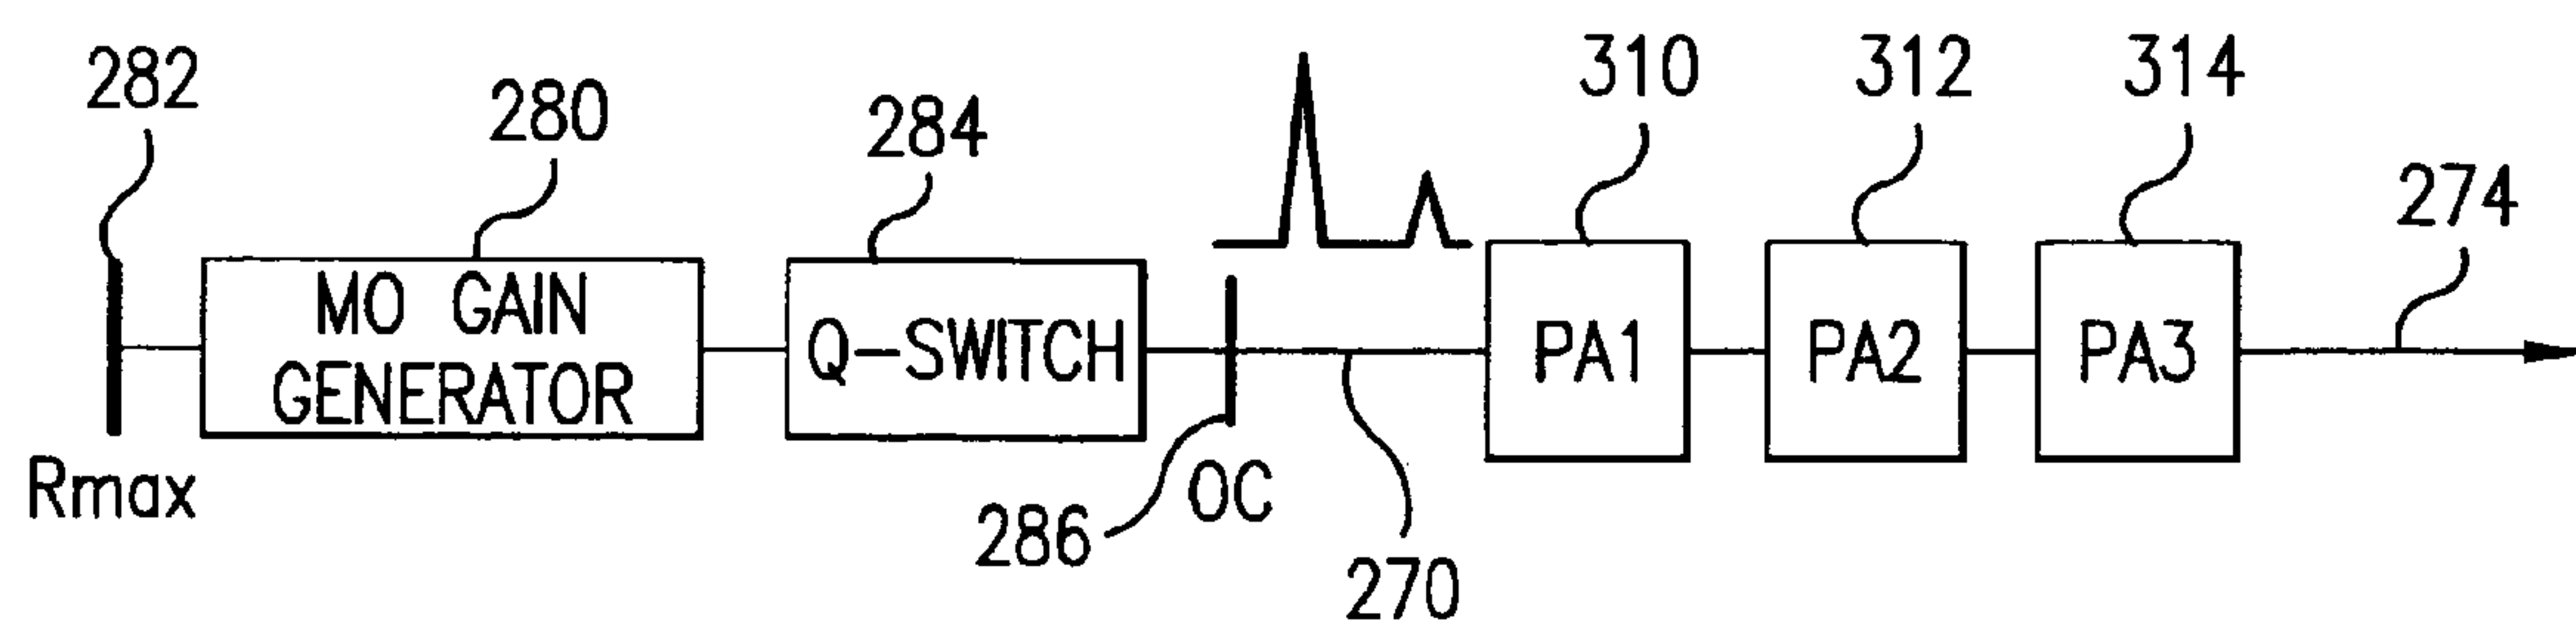 282
280
284
310
312
314
274
MO GAIN
GENERATOR
Q-SWITCH
PA1
PA2
PA3
Rmax
286
OC
270